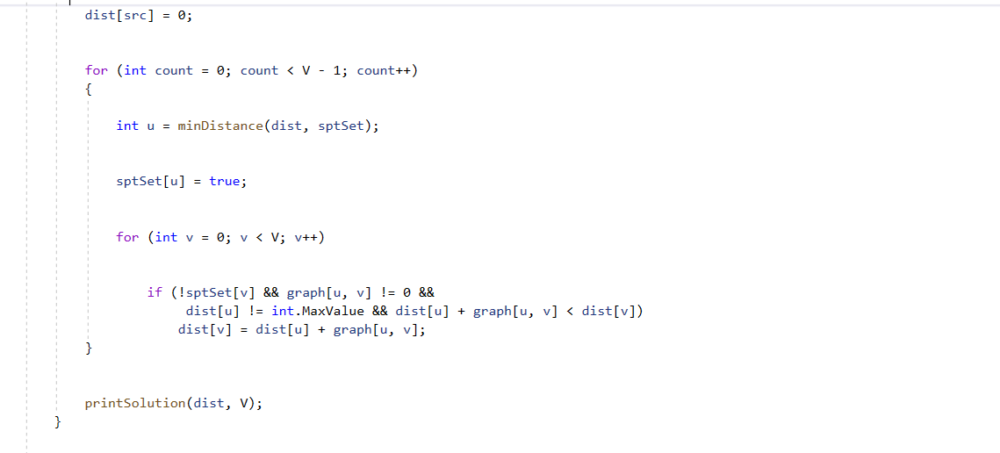 dist[src] = 0;
for (int count = 0; count < V - 1; count++)
{
int u = minDistance(dist, sptSet);
sptSet[u] = true;
for (int v = 0; v < V; v++)
if (!sptSet[v] && graph[u, v] != 0 &&
dist[u] != int.MaxValue && dist[u] + graph[u, v] < dist[v])
dist[v] = dist[u] + graph[u, v];
}
printSolution(dist, V);
}